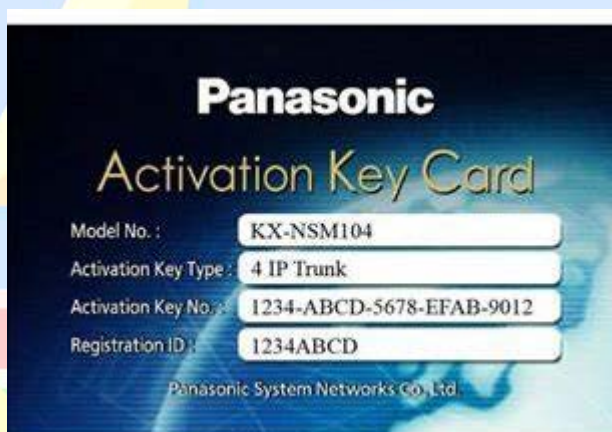 Panasonic
Activation Key Card
Model No. : KX-NSM104
Activation Key Type : 4 IP Trunk
Activation Key No. : 1234-ABCD-5678-EFAB-9012
Registration ID : 1234ABCD
Panasonic System Networks Co., Ltd.